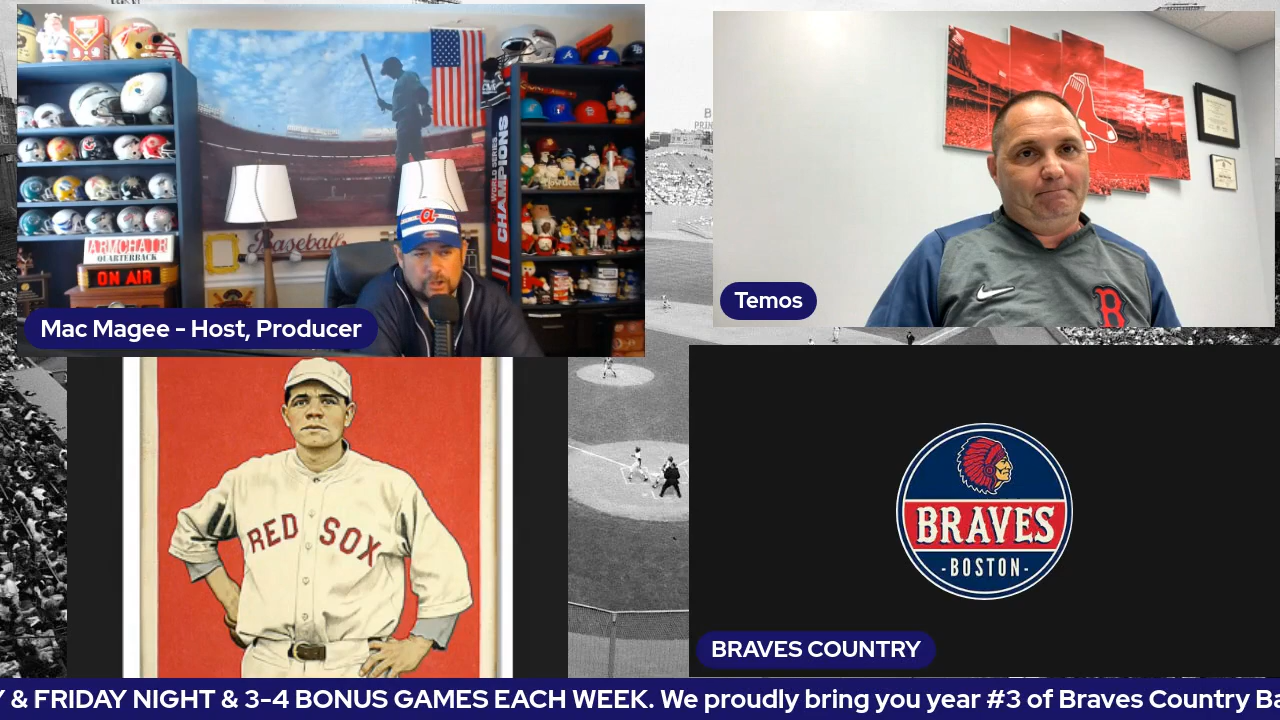 WORLD SERIES
CHAMPIONS
Baseball
ARMCHAIR
QUARTERBACK
ON AIR
a
Mac Magee - Host, Producer
B
Temos
RED SOX
BRAVES
-BOSTON-
BRAVES COUNTRY
Y & FRIDAY NIGHT & 3-4 BONUS GAMES EACH WEEK. We proudly bring you year #3 of Braves Country Ba